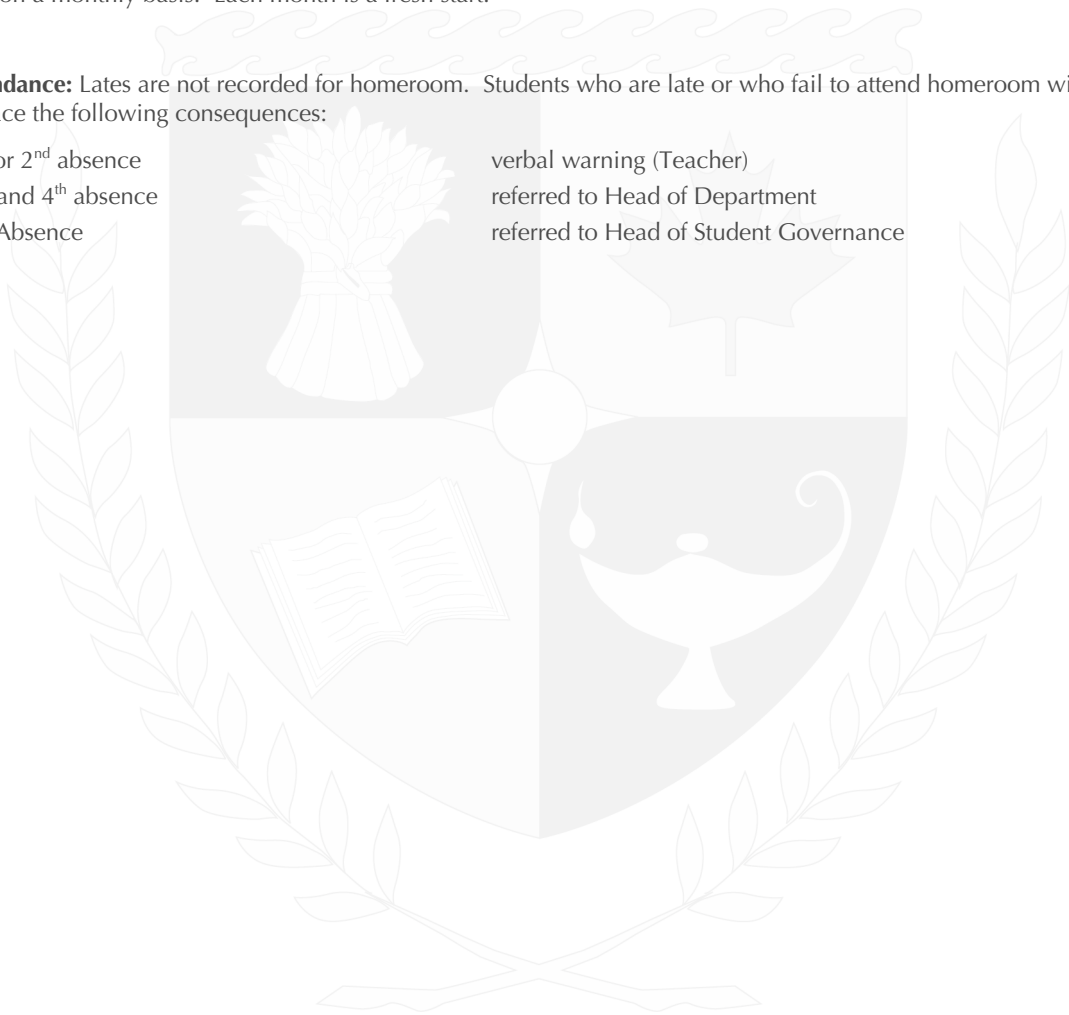 on a monthly basis. Each month is a fresh start.
ndance: Lates are not recorded for homeroom. Students who are late or who fail to attend homeroom wi
ce the following consequences:
or 2nd absence verbal warning (Teacher)
and 4th absence referred to Head of Department
Absence referred to Head of Student Governance